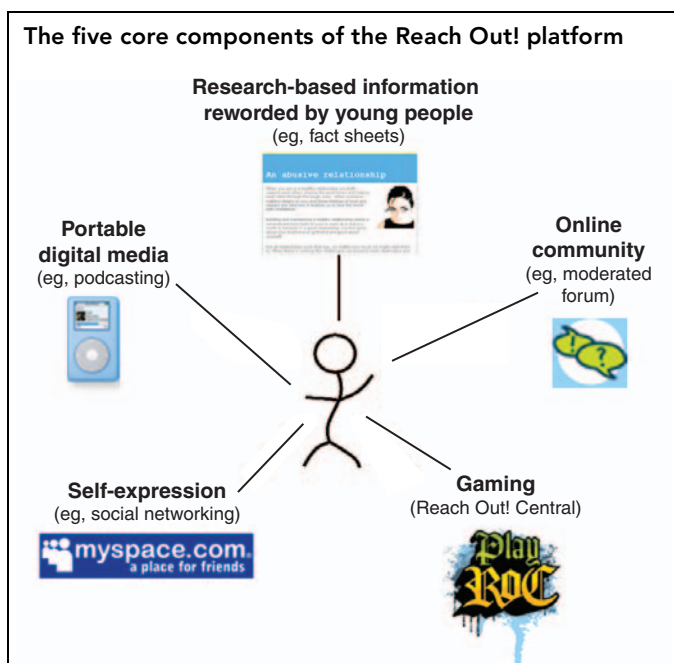 The five core components of the Reach Out! platform
Research-based information
reworded by young people
(eg, fact sheets)
An abusive relationship
Portable
digital media
(eg, podcasting)
Online
community
(eg, moderated
forum)
! ?
Self-expression
(eg, social networking)
myspace.com®
a place for friends
Gaming
(Reach Out! Central)
Play
ROC